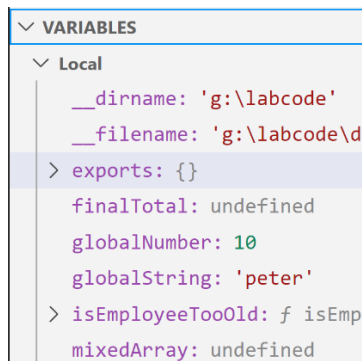 VARIABLES
Local
__dirname: 'g:\labcode'
__filename: 'g:\labcode\d
exports: {}
finalTotal: undefined
globalNumber: 10
globalString: 'peter'
isEmployeeTooOld: ƒ isEmp
mixedArray: undefined